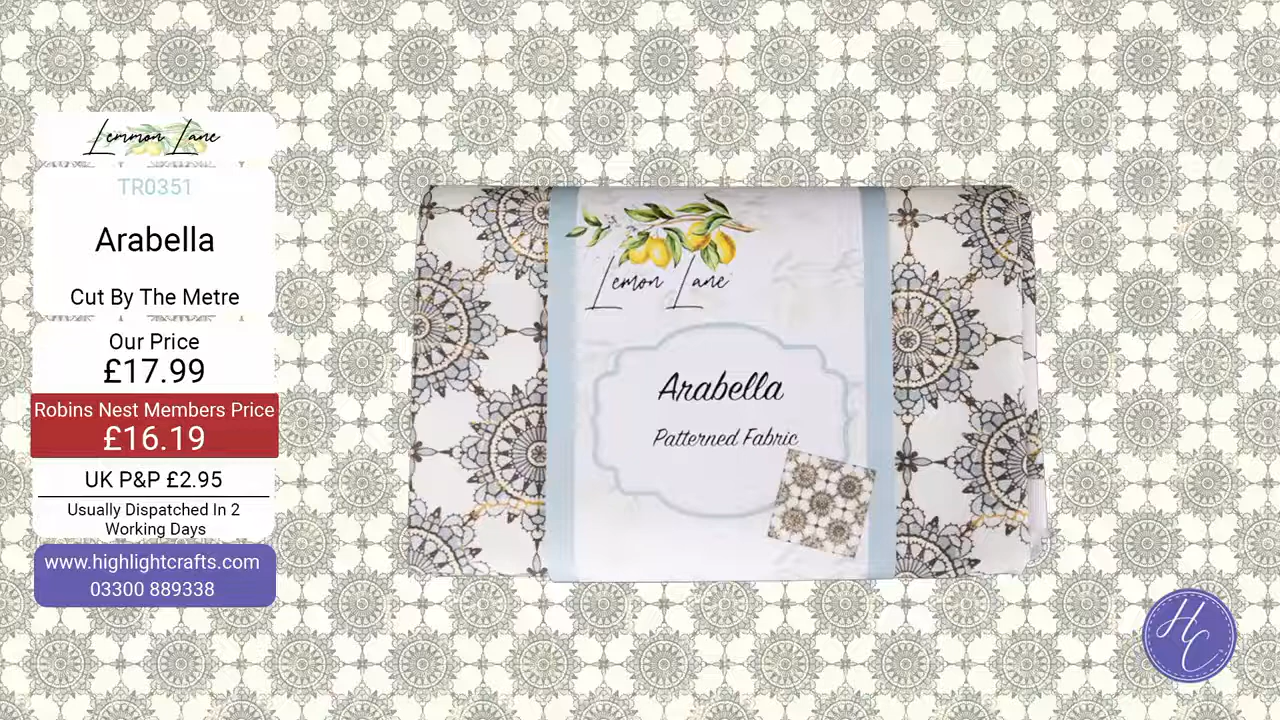 Lemmon Lane
TR0351
Arabella
Cut By The Metre
Our Price
£17.99
Robins Nest Members Price
£16.19
UK P&P £2.95
Usually Dispatched In 2
Working Days
www.highlightcrafts.com
03300 889338
Lemon Lane
Arabella
Patterned Fabric
HC